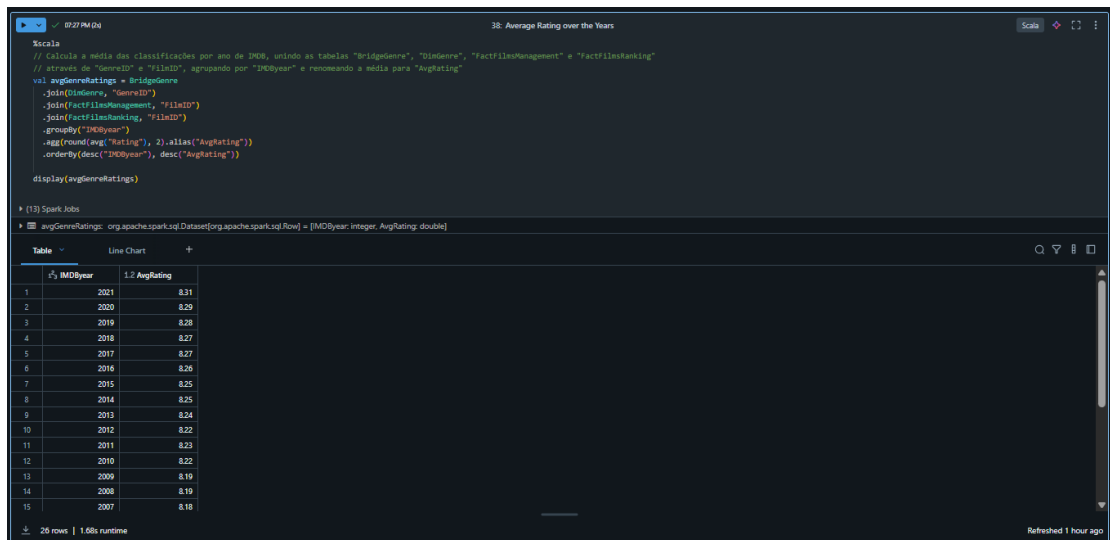 07:27 PM (2s)
38: Average Rating over the Years
Scala
%scala
// Calcula a média das classificações por ano de IMDB, unindo as tabelas "BridgeGenre", "DimGenre", "FactFilmsManagement" e "FactFilmsRanking"
// através de "GenreID" e "FilmID", agrupando por "IMDByear" e renomeando a média para "AvgRating"
val avgGenreRatings = BridgeGenre
.join(DimGenre, "GenreID")
.join(FactFilmsManagement, "FilmID")
.join(FactFilmsRanking, "FilmID")
.groupBy("IMDByear")
.agg(round(avg("Rating"), 2).alias("AvgRating"))
.orderBy(desc("IMDByear"), desc("AvgRating"))
display(avgGenreRatings)
(13) Spark Jobs
avgGenreRatings: org.apache.spark.sql.Dataset[org.apache.spark.sql.Row] = [IMDByear: integer, AvgRating: double]
Table Line Chart +
IMDByear 1.2 AvgRating
1 2021 8.31
2 2020 8.29
3 2019 8.28
4 2018 8.27
5 2017 8.27
6 2016 8.26
7 2015 8.25
8 2014 8.25
9 2013 8.24
10 2012 8.22
11 2011 8.23
12 2010 8.22
13 2009 8.19
14 2008 8.19
15 2007 8.18
26 rows | 1.68s runtime
Refreshed 1 hour ago